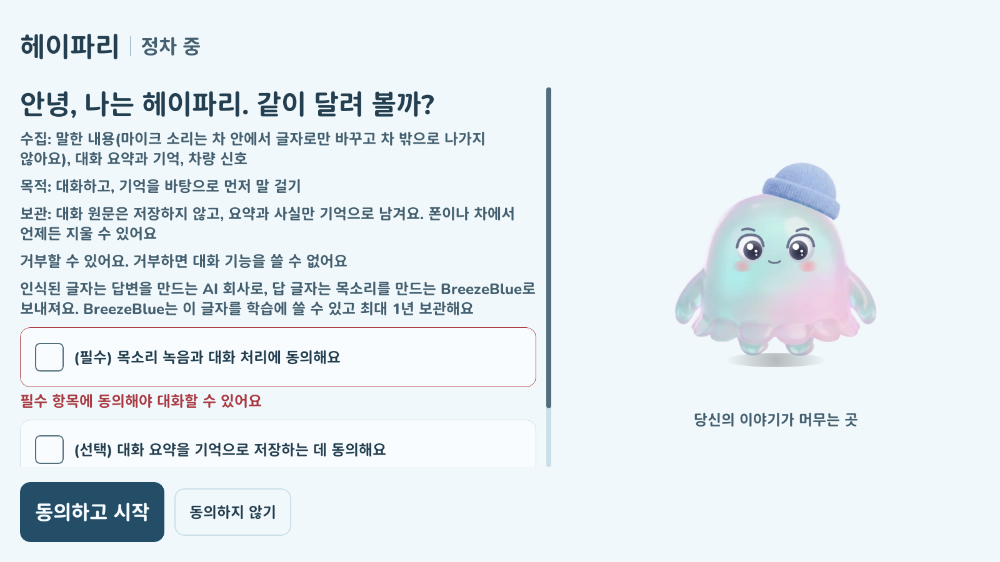 헤이파리 | 정차 중
안녕, 나는 헤이파리. 같이 달려 볼까?
수집: 말한 내용(마이크 소리는 차 안에서 글자로만 바꾸고 차 밖으로 나가지
않아요), 대화 요약과 기억, 차량 신호
목적: 대화하고, 기억을 바탕으로 먼저 말 걸기
보관: 대화 원문은 저장하지 않고, 요약과 사실만 기억으로 남겨요. 폰이나 차에서
언제든 지울 수 있어요
거부할 수 있어요. 거부하면 대화 기능을 쓸 수 없어요
인식된 글자는 답변을 만드는 AI 회사로, 답 글자는 목소리를 만드는 BreezeBlue로
보내져요. BreezeBlue는 이 글자를 학습에 쓸 수 있고 최대 1년 보관해요
(필수) 목소리 녹음과 대화 처리에 동의해요
필수 항목에 동의해야 대화할 수 있어요
(선택) 대화 요약을 기억으로 저장하는 데 동의해요
동의하고 시작
동의하지 않기
당신의 이야기가 머무는 곳